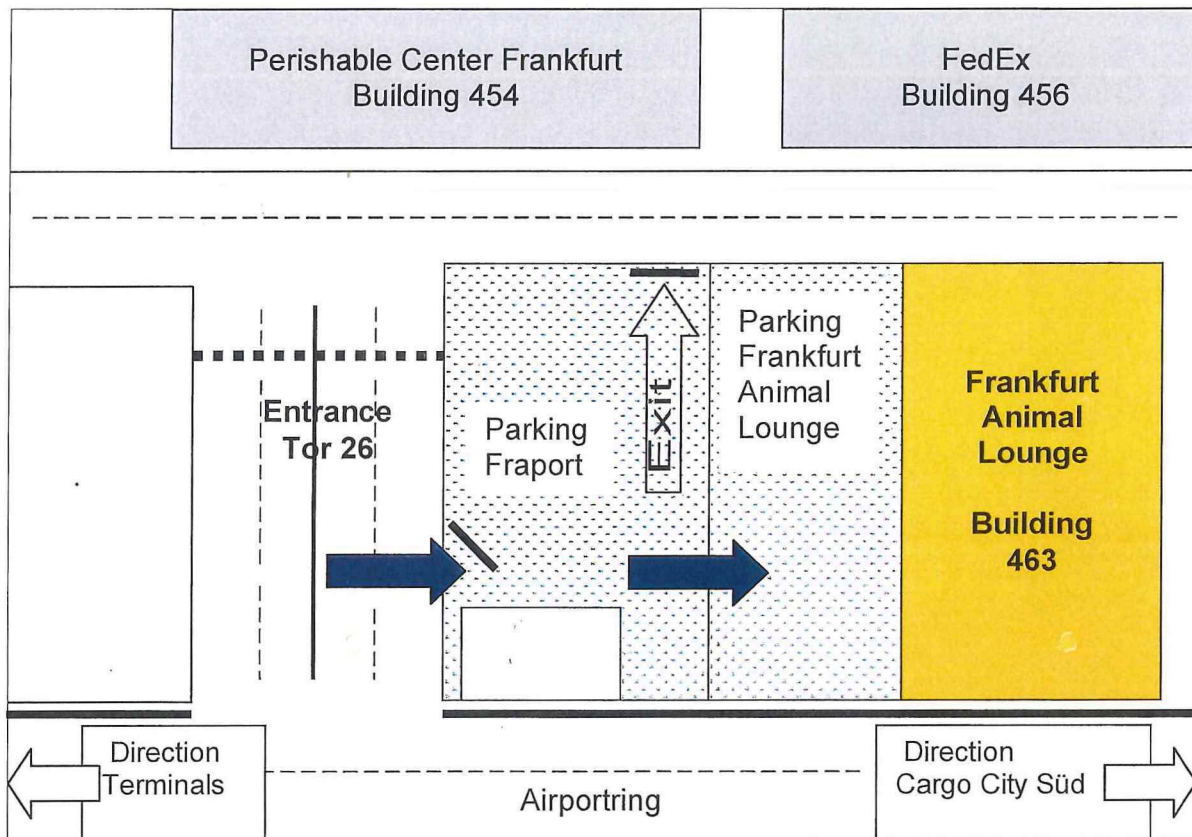 Perishable Center Frankfurt
Building 454
FedEx
Building 456
Entrance
Tor 26
Parking
Fraport
Exit
Parking
Frankfurt
Animal
Lounge
Frankfurt
Animal
Lounge
Building
463
Direction
Terminals
Airportring
Direction
Cargo City Süd